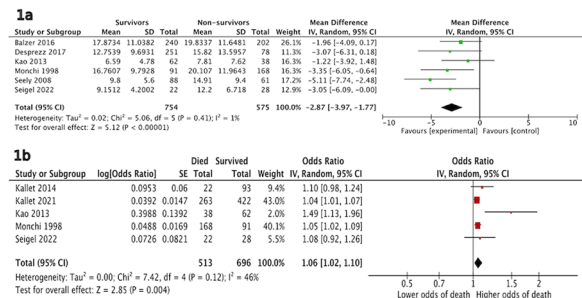 1a
Survivors Non-survivors Mean Difference Mean Difference
Study or Subgroup Mean SD Total Mean SD Total Weight IV, Random, 95% CI IV, Random, 95% CI
Balzer 2016 17.8734 11.0382 240 19.8337 11.6481 202 26.1% -1.96 [-4.09, 0.17]
Desprezz 2017 12.7539 9.6931 251 15.82 13.5957 78 -3.07 [-6.31, 0.18]
Kao 2013 6.59 4.78 62 7.81 7.62 38 -1.22 [-3.92, 1.48]
Monchi 1998 16.7607 9.7928 91 20.107 11.9643 168 -3.35 [-6.05, -0.64]
Seely 2008 9.8 5.6 88 14.91 9.4 61 -5.11 [-7.74, -2.48]
Seigel 2022 9.1512 4.2002 22 12.2 6.718 28 -3.05 [-6.09, -0.00]
Total (95% CI) 754 575 100.0% -2.87 [-3.97, -1.77]
Heterogeneity: Tau² = 0.02; Chi² = 5.06, df = 5 (P = 0.41); I² = 1%
Test for overall effect: Z = 5.12 (P < 0.00001)
-10 -5 0 5 10
Favours [experimental] Favours [control]
1b
Died Survived Odds Ratio Odds Ratio
Study or Subgroup log[Odds Ratio] SE Total Total Weight IV, Random, 95% CI IV, Random, 95% CI
Kallet 2014 0.0953 0.06 22 93 9.4% 1.10 [0.98, 1.24]
Kallet 2021 0.0392 0.0147 263 422 43.0% 1.04 [1.01, 1.07]
Kao 2013 0.3988 0.1392 38 62 2.0% 1.49 [1.13, 1.96]
Monchi 1998 0.0488 0.0169 168 91 40.1% 1.05 [1.02, 1.09]
Seigel 2022 0.0726 0.0821 22 28 5.5% 1.08 [0.92, 1.26]
Total (95% CI) 513 696 100.0% 1.06 [1.02, 1.10]
Heterogeneity: Tau² = 0.00; Chi² = 7.42, df = 4 (P = 0.12); I² = 46%
Test for overall effect: Z = 2.85 (P = 0.004)
0.5 0.7 1 1.5 2
Lower odds of death Higher odds of death